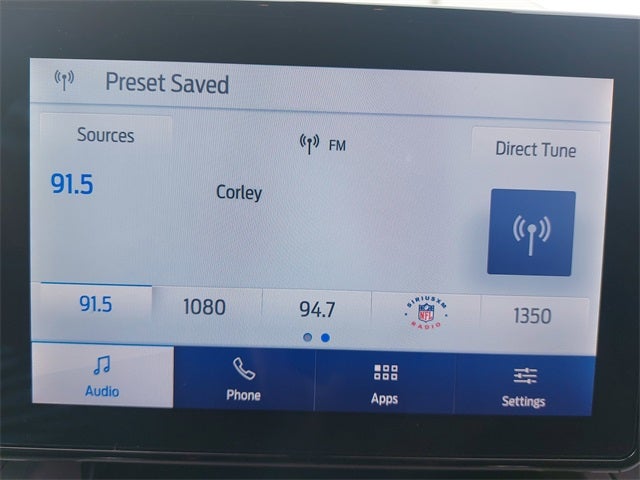 Preset Saved
Sources
FM
Direct Tune
91.5
Corley
91.5
1080
94.7
SIRIUSXM
NFL
RADIO
1350
Audio
Phone
Apps
Settings